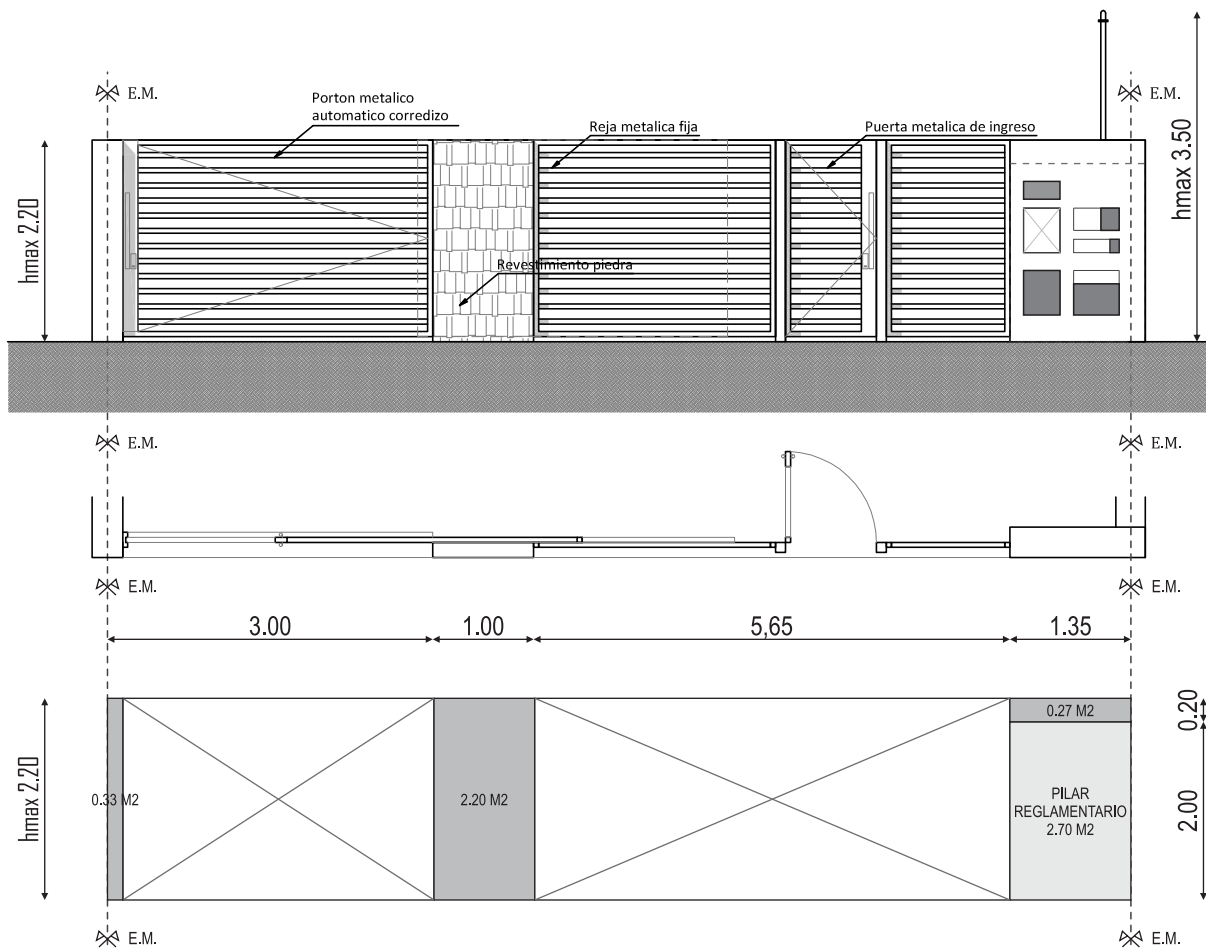 E.M.
E.M.
Porton metalico
automatico corredizo
Reja metalica fija
Puerta metalica de ingreso
hmax 3.50
hmax 2.20
Revestimiento piedra
E.M.
E.M.
E.M.
E.M.
3.00
1.00
5,65
1.35
0.27 M2
0.20
hmax 2.20
0.33 M2
2.20 M2
PILAR
REGLAMENTARIO
2.70 M2
2.00
E.M.
E.M.